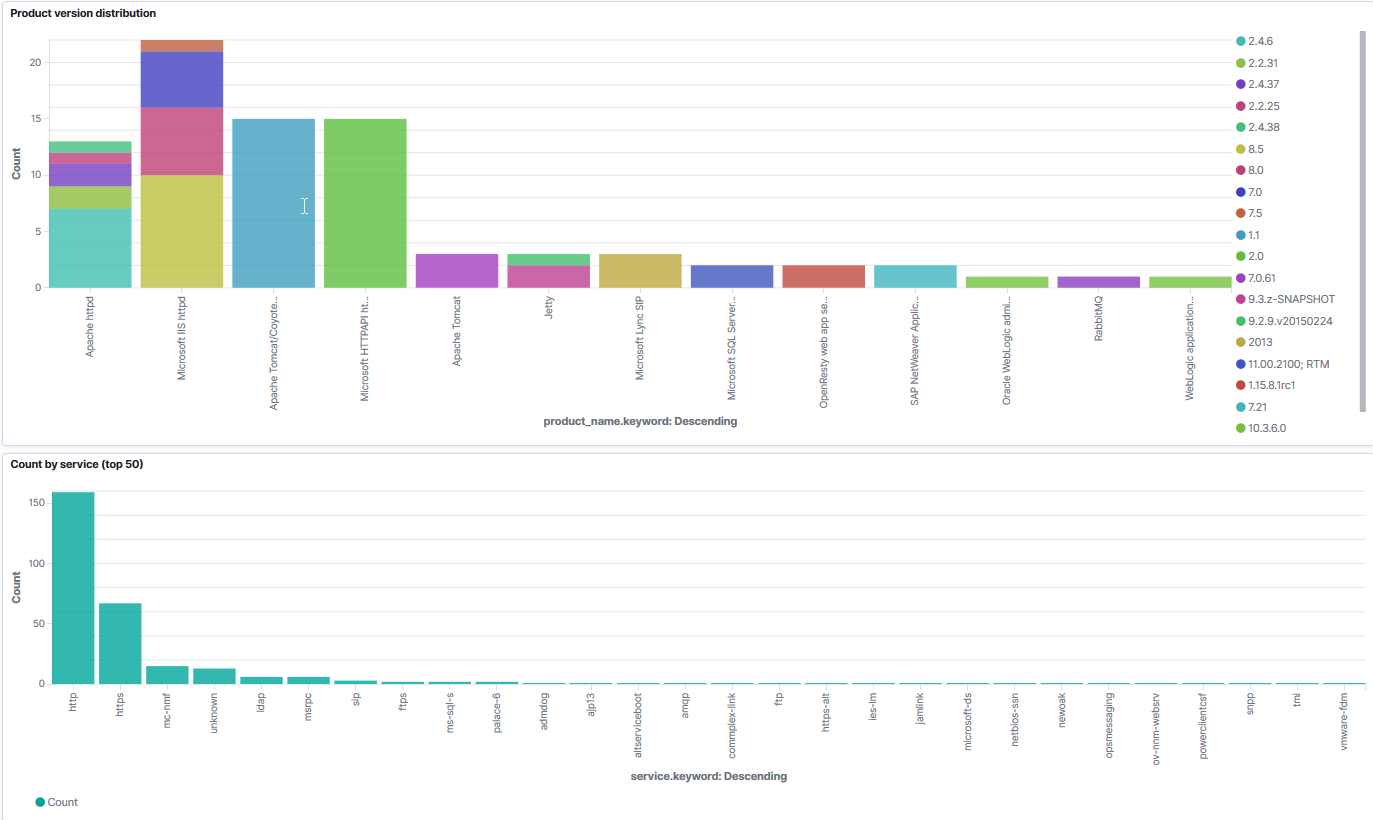 Product version distribution
20
15
10
5
0
Count
Apache httpd
Microsoft IIS httpd
Apache Tomcat/Coyote...
Microsoft HTTPAPI ht...
Apache Tomcat
Jetty
Microsoft Lync SIP
Microsoft SQL Server...
OpenResty web app se...
SAP NetWeaver Applic...
Oracle WebLogic admi...
RabbitMQ
WebLogic application...
product_name.keyword: Descending
2.4.6
2.2.31
2.4.37
2.2.25
2.4.38
8.5
8.0
7.0
7.5
1.1
2.0
7.0.61
9.3.z-SNAPSHOT
9.2.9.v20150224
2013
11.00.2100; RTM
1.15.8.1rc1
7.21
10.3.6.0
Count by service (top 50)
150
100
50
0
Count
http
https
mc-nmf
unknown
ldap
msrpc
sip
ftps
ms-sql-s
palace-6
admdog
ajp13
altserviceboot
amqp
commplex-link
ftp
https-alt
ies-lm
jamlink
microsoft-ds
netbios-ssn
newoak
opsmessaging
ov-nnm-websrv
powerclientcsf
snpp
tmi
vmware-fdm
service.keyword: Descending
Count